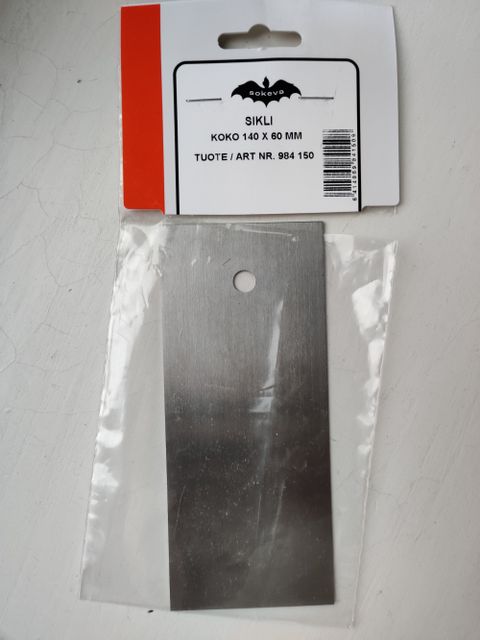 sokeva
SIKLI
KOKO 140 X 60 MM
TUOTE / ART NR. 984 150